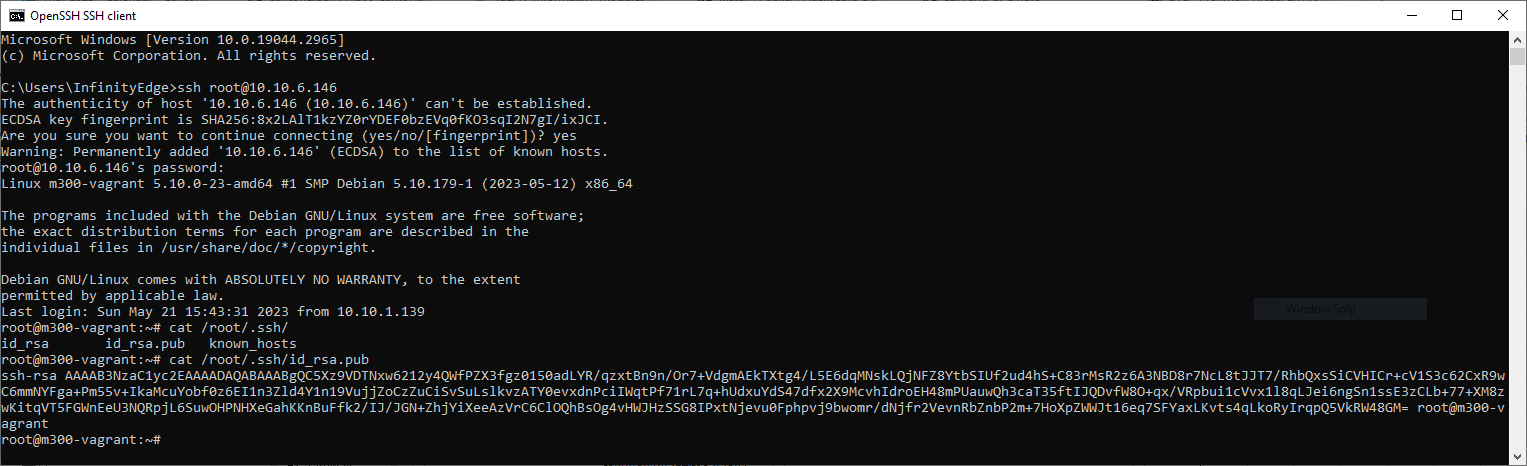 OpenSSH SSH client
Microsoft Windows [Version 10.0.19044.2965]
(c) Microsoft Corporation. All rights reserved.
C:\Users\InfinityEdge>ssh root@10.10.6.146
The authenticity of host '10.10.6.146 (10.10.6.146)' can't be established.
ECDSA key fingerprint is SHA256:8x2LAlT1kzYZ0rYDEF0bzEVq0fKO3sqI2N7gI/ixJCI.
Are you sure you want to continue connecting (yes/no/[fingerprint])? yes
Warning: Permanently added '10.10.6.146' (ECDSA) to the list of known hosts.
root@10.10.6.146's password:
Linux m300-vagrant 5.10.0-23-amd64 #1 SMP Debian 5.10.179-1 (2023-05-12) x86_64
The programs included with the Debian GNU/Linux system are free software;
the exact distribution terms for each program are described in the
individual files in /usr/share/doc/*/copyright.
Debian GNU/Linux comes with ABSOLUTELY NO WARRANTY, to the extent
permitted by applicable law.
Last login: Sun May 21 15:43:31 2023 from 10.10.1.139
Window Snip
root@m300-vagrant:~# cat /root/.ssh/
id_rsa       id_rsa.pub   known_hosts
root@m300-vagrant:~# cat /root/.ssh/id_rsa.pub
ssh-rsa AAAAB3NzaC1yc2EAAAADAQABAAABgQC5Xz9VDTNxw6212y4QWfPZX3fgz0150adLYR/qzxtBn9n/Or7+VdgmAEkTXtg4/L5E6dqMNskLQjNFZ8YtbSIUf2ud4hS+C83rMsR2z6A3NBD8r7NcL8tJJT7/RhbQxsSiCVHICr+cV1S3c62CxR9w
C6mmNYFga+Pm55v+IkaMcuYobf0z6EI1n3Zld4Y1n19VujjZoCzZuCiSvSuLslkvzATY0evxdnPciIWqtPf71rL7q+hUdxuYdS47dfx2X9McvhIdroEH48mPUauwQh3caT35ftIJQDvfW8O+qx/VRpbui1cVvx1l8qLJei6ngSn1ssE3zCLb+77+XM8z
wKitqVT5FGWnEeU3NQRpjL6SuwOHPNHXeGahKKnBuFfk2/IJ/JGN+ZhjYiXeeAzVrC6ClOQhBsOg4vHWJHzSSG8IPxtNjevu0Fphpvj9bwomr/dNjfr2VevnRbZnbP2m+7HoXpZWWJt16eq7SFYaxLKvts4qLkoRyIrqpQ5VkRW48GM= root@m300-v
agrant
root@m300-vagrant:~#